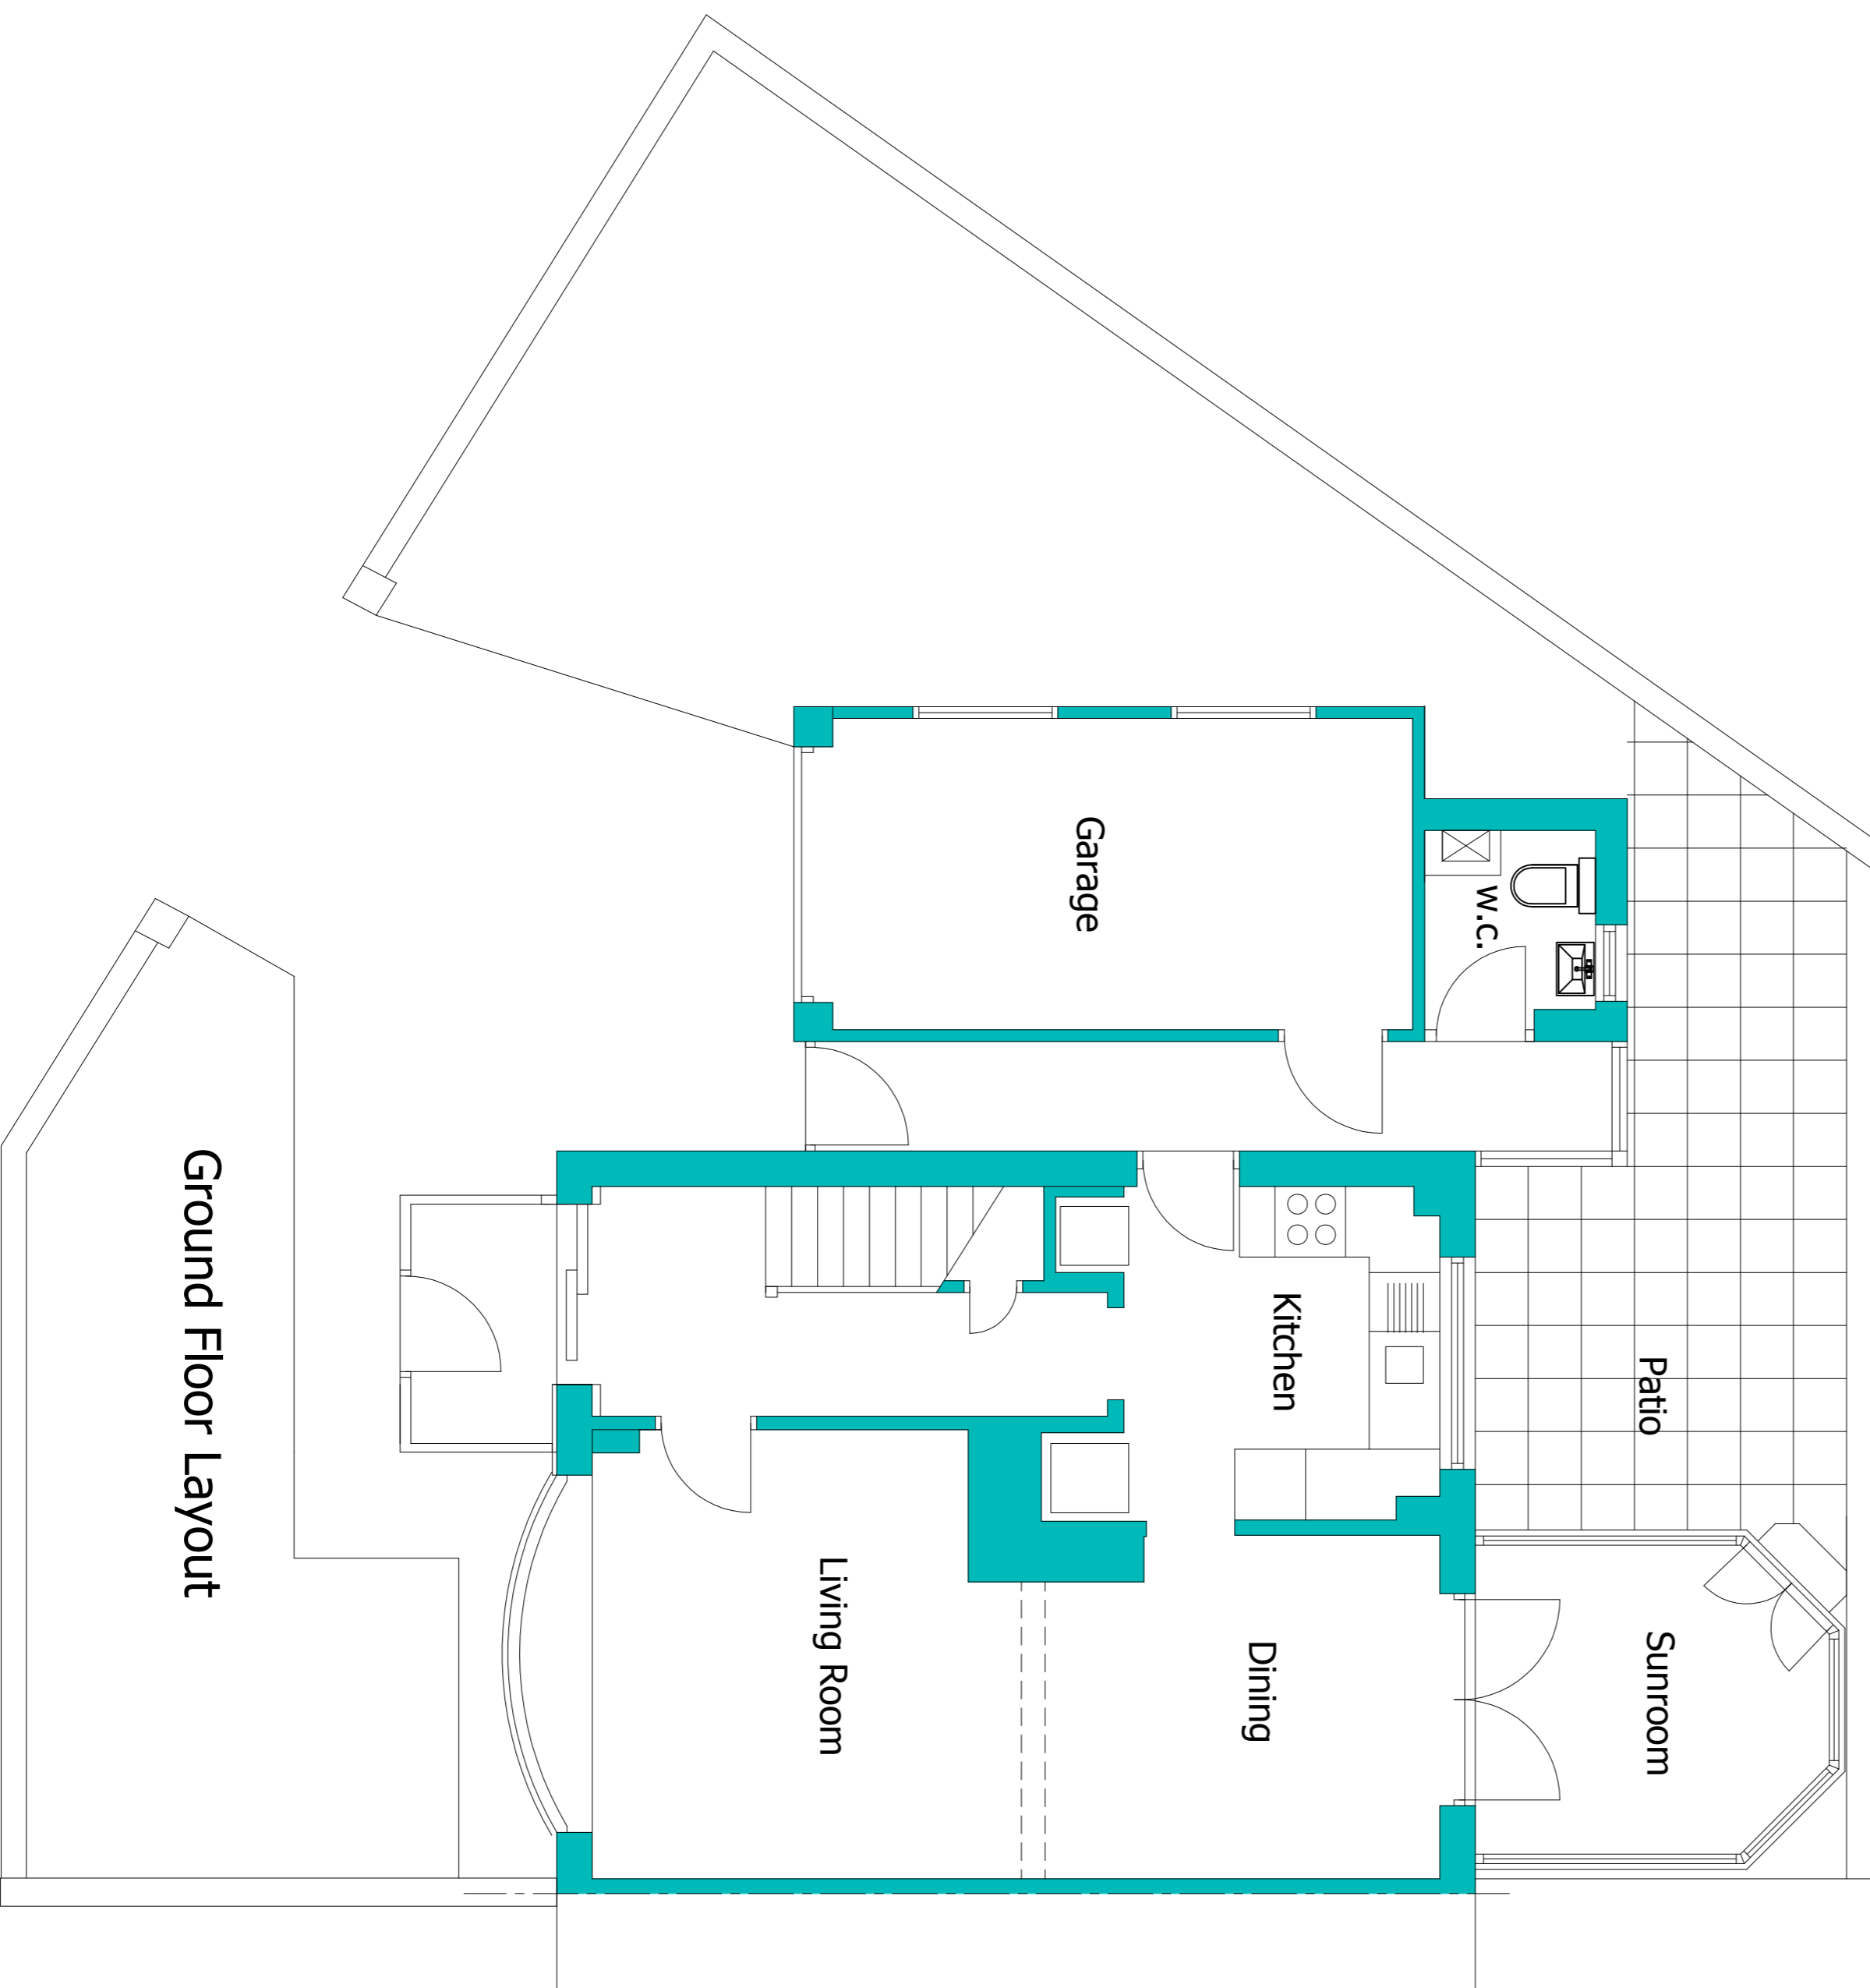 Patio
Sunroom
w.c.
Kitchen
Dining
Garage
Living Room
Ground Floor Layout